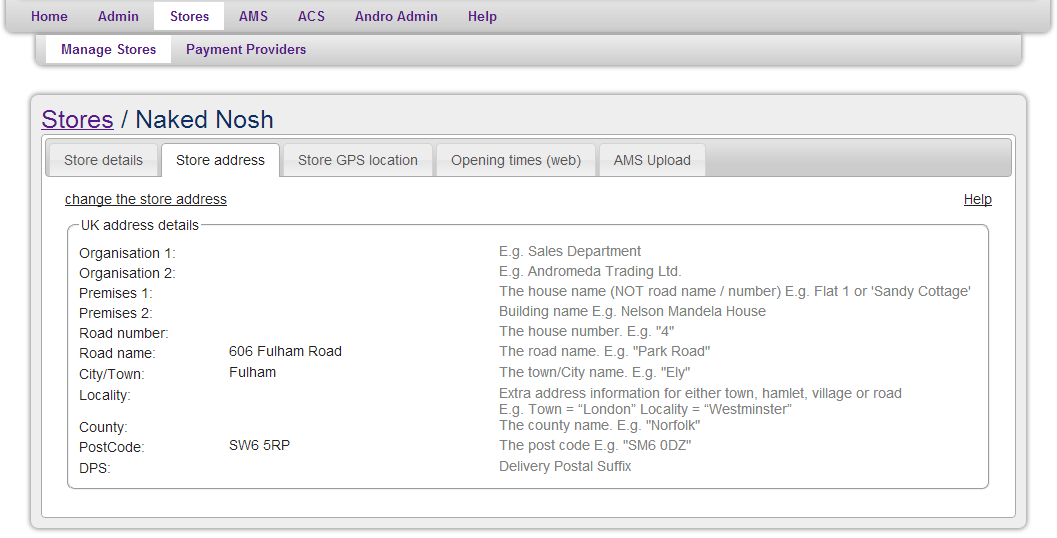 Home Admin Stores AMS ACS Andro Admin Help
Manage Stores Payment Providers
Stores / Naked Nosh
Store details Store address Store GPS location Opening times (web) AMS Upload
change the store address Help
UK address details
Organisation 1: E.g. Sales Department
Organisation 2: E.g. Andromeda Trading Ltd.
Premises 1: The house name (NOT road name / number) E.g. Flat 1 or 'Sandy Cottage'
Premises 2: Building name E.g. Nelson Mandela House
Road number: The house number. E.g. "4"
Road name: 606 Fulham Road The road name. E.g. "Park Road"
City/Town: Fulham The town/City name. E.g. "Ely"
Locality: Extra address information for either town, hamlet, village or road
E.g. Town = “London” Locality = “Westminster”
County: The county name. E.g. "Norfolk"
PostCode: SW6 5RP The post code E.g. "SM6 0DZ"
DPS: Delivery Postal Suffix